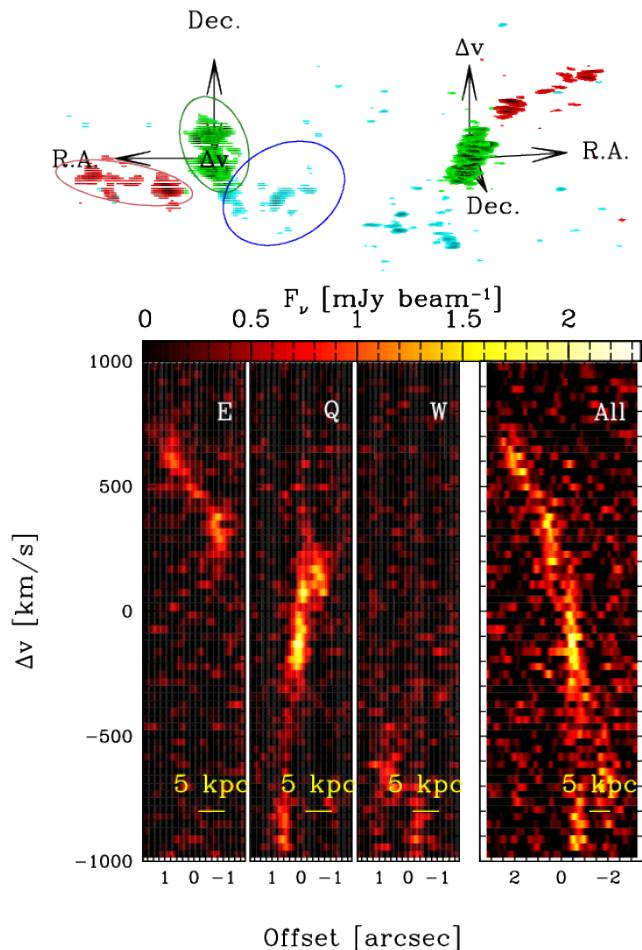 Dec.
Δv
R.A.
Δv
R.A.
Dec.
F_ν [mJy beam⁻¹]
0 0.5 1 1.5 2
1000
E Q W All
500
0
Δv [km/s]
−500
5 kpc 5 kpc 5 kpc 5 kpc
−1000
1 0 −1 1 0 −1 1 0 −1 2 0 −2
Offset [arcsec]